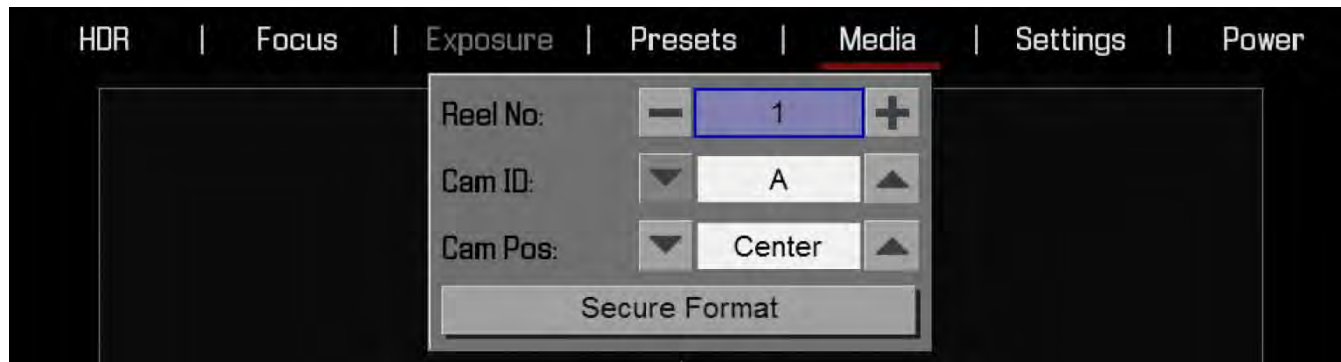 HDR | Focus | Exposure | Presets | Media | Settings | Power
Reel No: 1
Cam ID: A
Cam Pos: Center
Secure Format